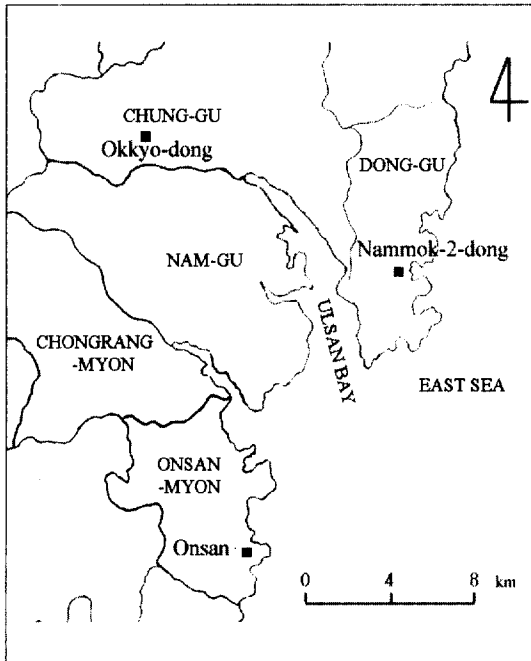 CHUNG-GU
Okkyo-dong
DONG-GU
Nammok-2-dong
NAM-GU
ULSAN BAY
CHONGRANG
-MYON
EAST SEA
ONSAN
-MYON
Onsan
0 4 8 km